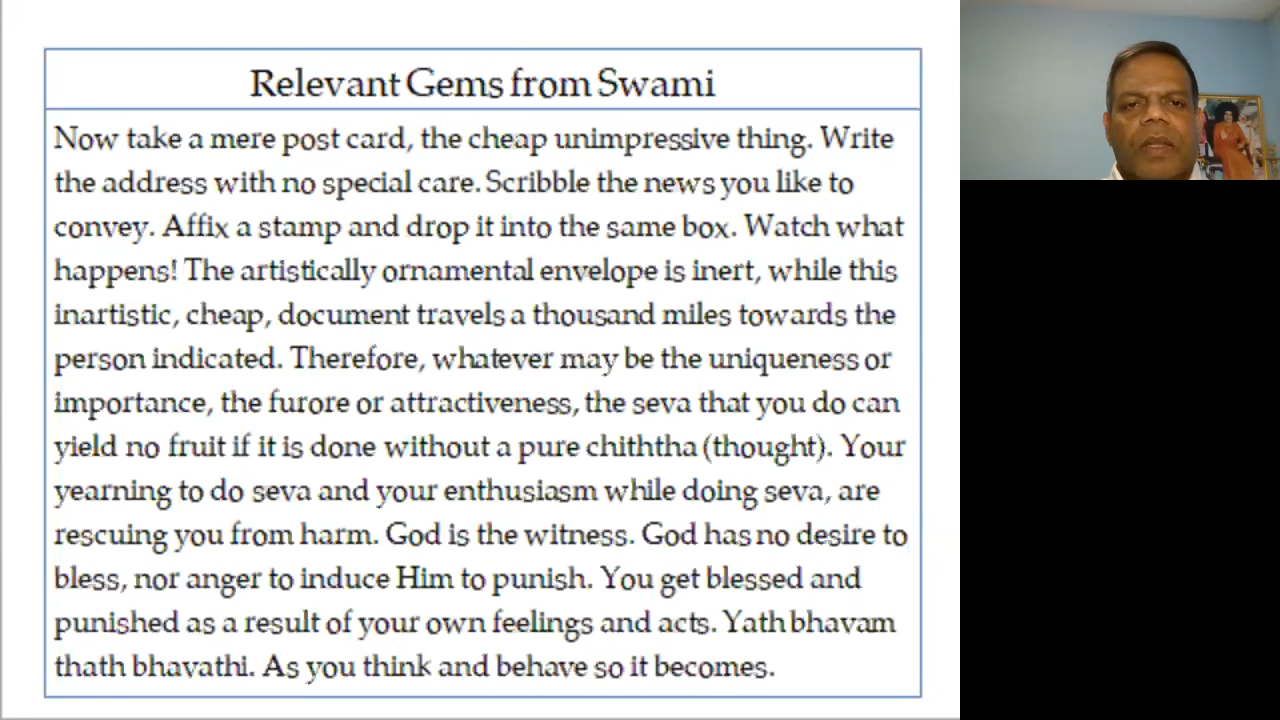 Relevant Gems from Swami
Now take a mere post card, the cheap unimpressive thing. Write
the address with no special care. Scribble the news you like to
convey. Affix a stamp and drop it into the same box. Watch what
happens! The artistically ornamental envelope is inert, while this
inartistic, cheap, document travels a thousand miles towards the
person indicated. Therefore, whatever may be the uniqueness or
importance, the furore or attractiveness, the seva that you do can
yield no fruit if it is done without a pure chiththa (thought). Your
yearning to do seva and your enthusiasm while doing seva, are
rescuing you from harm. God is the witness. God has no desire to
bless, nor anger to induce Him to punish. You get blessed and
punished as a result of your own feelings and acts. Yath bhavam
thath bhavathi. As you think and behave so it becomes.